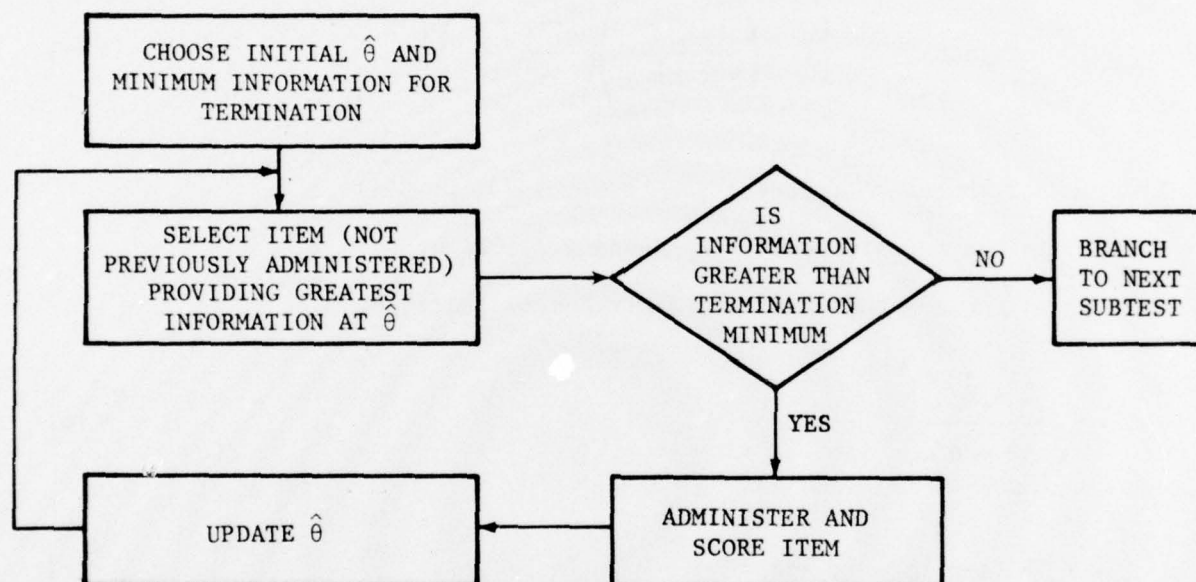 CHOOSE INITIAL θ̂ AND
MINIMUM INFORMATION FOR
TERMINATION
SELECT ITEM (NOT
PREVIOUSLY ADMINISTERED)
PROVIDING GREATEST
INFORMATION AT θ̂
IS
INFORMATION
GREATER THAN
TERMINATION
MINIMUM
NO
BRANCH
TO NEXT
SUBTEST
YES
ADMINISTER AND
SCORE ITEM
UPDATE θ̂